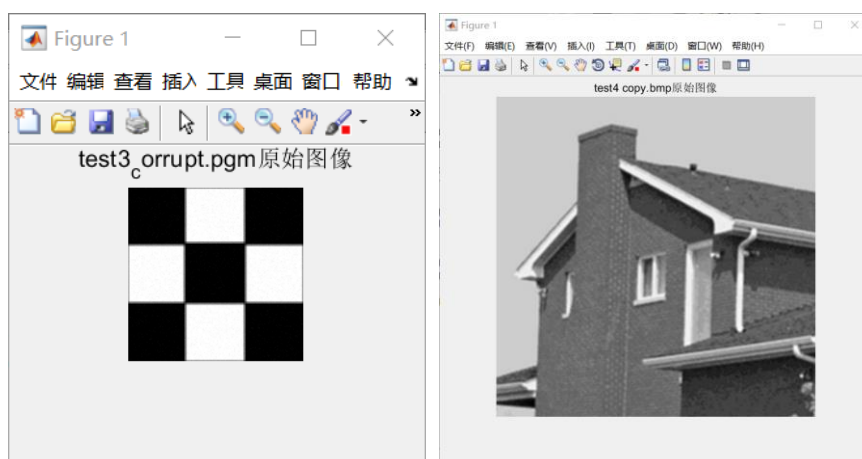 Figure 1
文件 编辑 查看 插入 工具 桌面 窗口 帮助
test3_corrupt.pgm原始图像
Figure 1
文件(F) 编辑(E) 查看(V) 插入(I) 工具(T) 桌面(D) 窗口(W) 帮助(H)
test4 copy.bmp原始图像